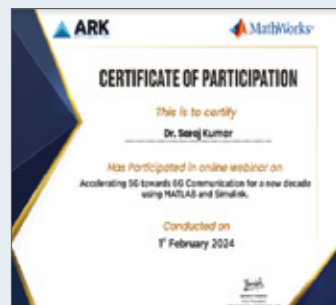 ARK
MathWorks®
CERTIFICATE OF PARTICIPATION
This is to certify
Dr. Saroj Kumar
Has Participated in online webinar on
Accelerating 5G towards 6G Communication for a new decade
using MATLAB and Simulink.
Conducted on
1st February 2024